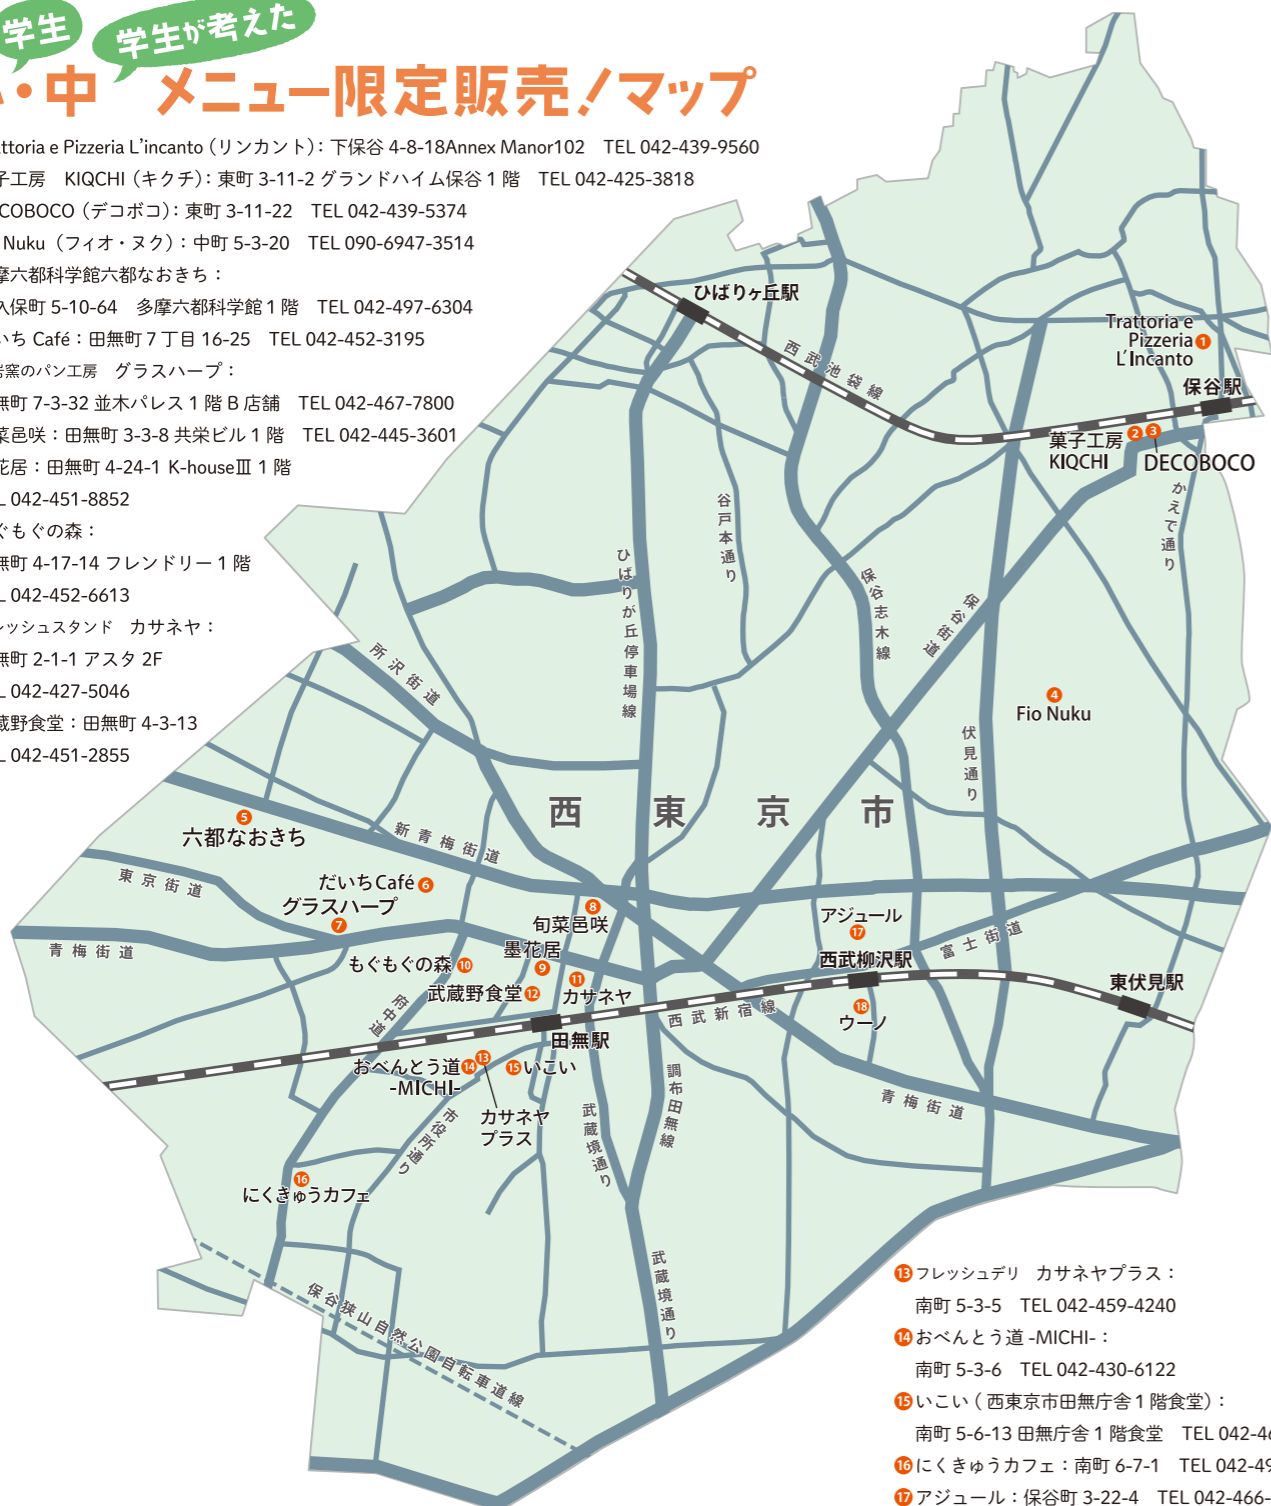 学生
学生が考えた
・中 メニュー限定販売!マップ
ttoria e Pizzeria L'incanto(リンカント):下保谷 4-8-18Annex Manor102 TEL 042-439-9560
子工房 KIQCHI(キクチ):東町 3-11-2 グランドハイム保谷 1 階 TEL 042-425-3818
COBOCO(デコボコ):東町 3-11-22 TEL 042-439-5374
Nuku(フィオ・ヌク):中町 5-3-20 TEL 090-6947-3514
摩六都科学館六都なおきち:
久保町 5-10-64 多摩六都科学館 1 階 TEL 042-497-6304
いち Café:田無町 7 丁目 16-25 TEL 042-452-3195
窯のパン工房 グラスハープ:
無町 7-3-32 並木パレス 1 階 B 店舗 TEL 042-467-7800
菜邑咲:田無町 3-3-8 共栄ビル 1 階 TEL 042-445-3601
花居:田無町 4-24-1 K-houseⅢ 1 階
L 042-451-8852
ぐもぐの森:
無町 4-17-14 フレンドリー 1 階
L 042-452-6613
レッシュスタンド カサネヤ:
無町 2-1-1 アスタ 2F
L 042-427-5046
蔵野食堂:田無町 4-3-13
L 042-451-2855
ひばりヶ丘駅
西武池袋線
Trattoria e
Pizzeria
L'Incanto
1
保谷駅
菓子工房
KIQCHI
2
3
DECOBOCO
かえで通り
谷戸本通り
ひばりが丘停車場線
保谷志木線
保谷街道
所沢街道
4
Fio Nuku
伏見通り
西東京市
5
六都なおきち
新青梅街道
東京街道
だいちCafé 6
グラスハープ
7
青梅街道
8
旬菜邑咲
墨花居
9
もぐもぐの森 10
武蔵野食堂 12
11
カサネヤ
アジュール
17
西武柳沢駅
富士街道
東伏見駅
府中道
田無駅
西武新宿線
18
ウーノ
おべんとう道
-MICHI-
14
13
15 いこい
カサネヤ
プラス
市役所通り
武蔵境通り
調布田無線
青梅街道
16
にくきゅうカフェ
武蔵境通り
保谷狭山自然公園自転車道線
13 フレッシュデリ カサネヤプラス:
南町 5-3-5 TEL 042-459-4240
14 おべんとう道 -MICHI-:
南町 5-3-6 TEL 042-430-6122
15 いこい ( 西東京市田無庁舎 1 階食堂):
南町 5-6-13 田無庁舎 1 階食堂 TEL 042-46
16 にくきゅうカフェ:南町 6-7-1 TEL 042-49
17 アジュール:保谷町 3-22-4 TEL 042-466-